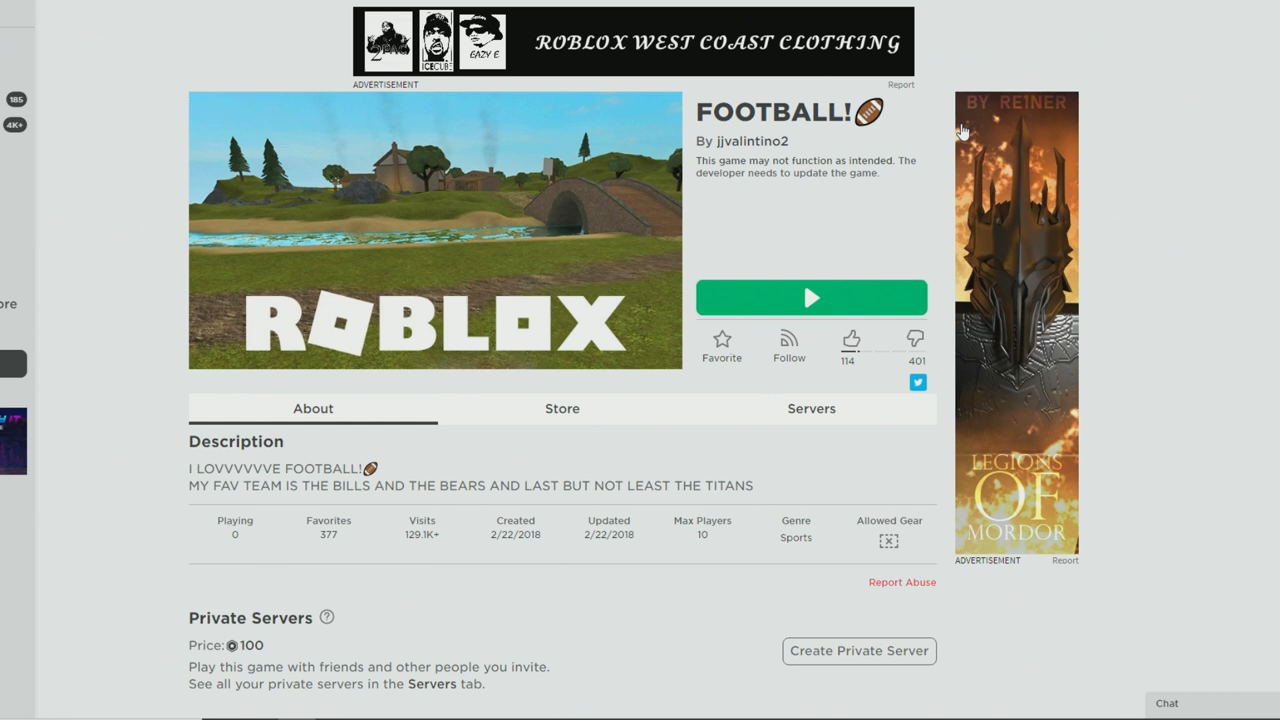 2PAC
ICECUBE
EAZY E
ROBLOX WEST COAST CLOTHING
ADVERTISEMENT
Report
185
4K+
ore
ROBLOX
FOOTBALL!🏈
By jjvalintino2
This game may not function as intended. The
developer needs to update the game.
Favorite
Follow
114
401
BY RE1NER
LEGIONS
OF
MORDOR
ADVERTISEMENT
Report
About
Store
Servers
Description
I LOVVVVVVE FOOTBALL!🏈
MY FAV TEAM IS THE BILLS AND THE BEARS AND LAST BUT NOT LEAST THE TITANS
Playing
Favorites
Visits
Created
Updated
Max Players
Genre
Allowed Gear
0
377
129.1K+
2/22/2018
2/22/2018
10
Sports
Report Abuse
Private Servers
Price: 100
Play this game with friends and other people you invite.
See all your private servers in the Servers tab.
Create Private Server
Chat